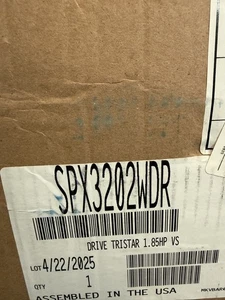 SPX3202WDR
DRIVE TRISTAR 1.85HP VS
LOT 4/22/2025
QTY 1
ASSEMBLED IN THE USA